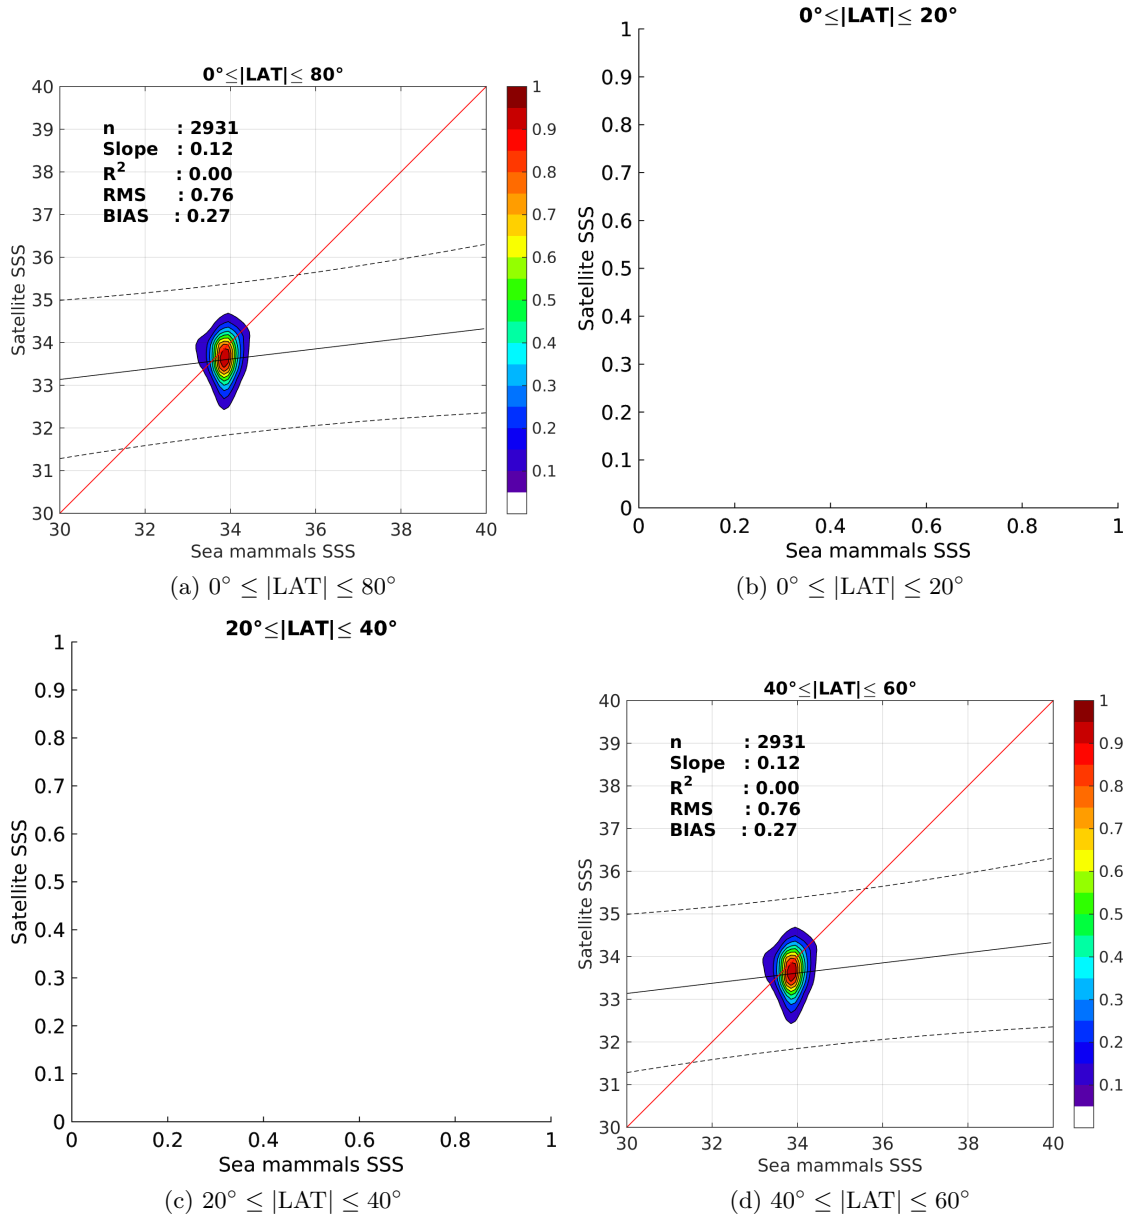 0°≤|LAT|≤ 80°
40
39
38
37
36
35
34
33
32
31
30
Satellite SSS
n : 2931
Slope : 0.12
R² : 0.00
RMS : 0.76
BIAS : 0.27
30 32 34 36 38 40
Sea mammals SSS
1
0.9
0.8
0.7
0.6
0.5
0.4
0.3
0.2
0.1
(a) 0° ≤ |LAT| ≤ 80°
0°≤|LAT|≤ 20°
1
0.9
0.8
0.7
0.6
0.5
0.4
0.3
0.2
0.1
0
Satellite SSS
0 0.2 0.4 0.6 0.8 1
Sea mammals SSS
(b) 0° ≤ |LAT| ≤ 20°
20°≤|LAT|≤ 40°
1
0.9
0.8
0.7
0.6
0.5
0.4
0.3
0.2
0.1
0
Satellite SSS
0 0.2 0.4 0.6 0.8 1
Sea mammals SSS
(c) 20° ≤ |LAT| ≤ 40°
40°≤|LAT|≤ 60°
40
39
38
37
36
35
34
33
32
31
30
Satellite SSS
n : 2931
Slope : 0.12
R² : 0.00
RMS : 0.76
BIAS : 0.27
30 32 34 36 38 40
Sea mammals SSS
1
0.9
0.8
0.7
0.6
0.5
0.4
0.3
0.2
0.1
(d) 40° ≤ |LAT| ≤ 60°